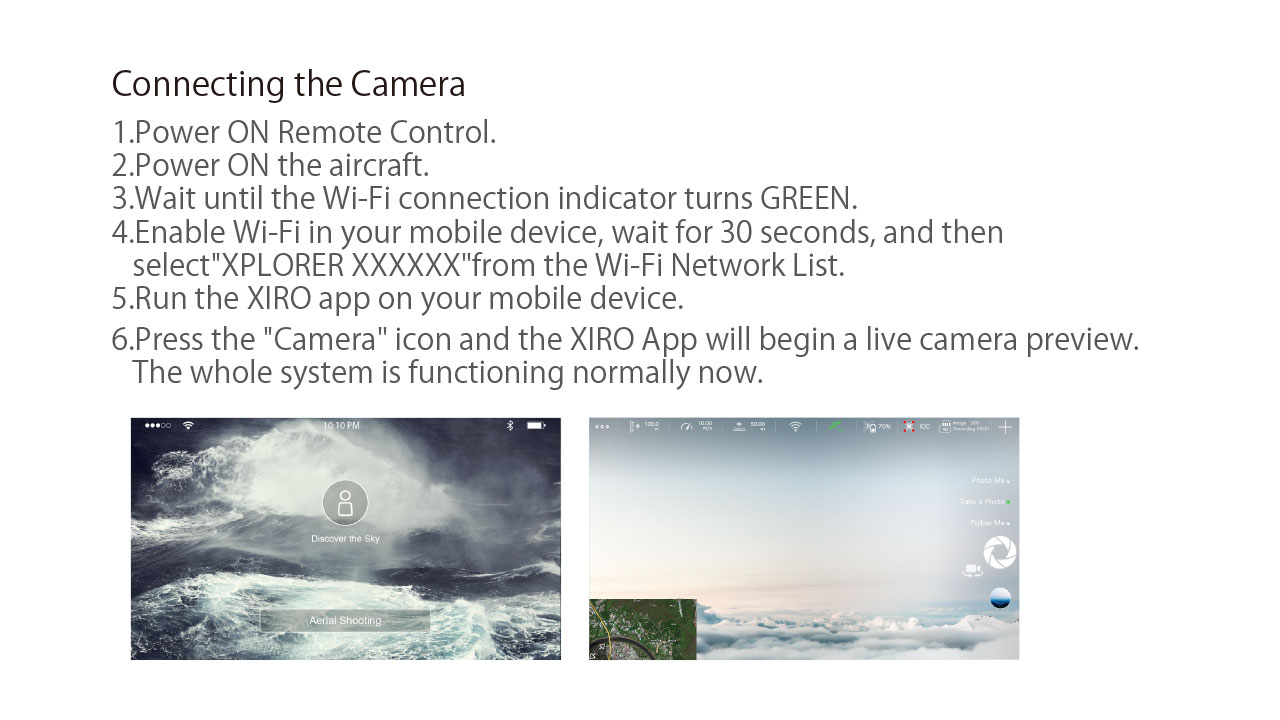 Connecting the Camera
1.Power ON Remote Control.
2.Power ON the aircraft.
3.Wait until the Wi-Fi connection indicator turns GREEN.
4.Enable Wi-Fi in your mobile device, wait for 30 seconds, and then
select"XPLORER XXXXXX"from the Wi-Fi Network List.
5.Run the XIRO app on your mobile device.
6.Press the "Camera" icon and the XIRO App will begin a live camera preview.
The whole system is functioning normally now.
10:10 PM
Discover the Sky
Aerial Shooting
100.0
m
10.00
m/s
50.00
m
70%
IOC
Image 300
Recording 09:00
Photo Me
Take a Photo
Follow Me